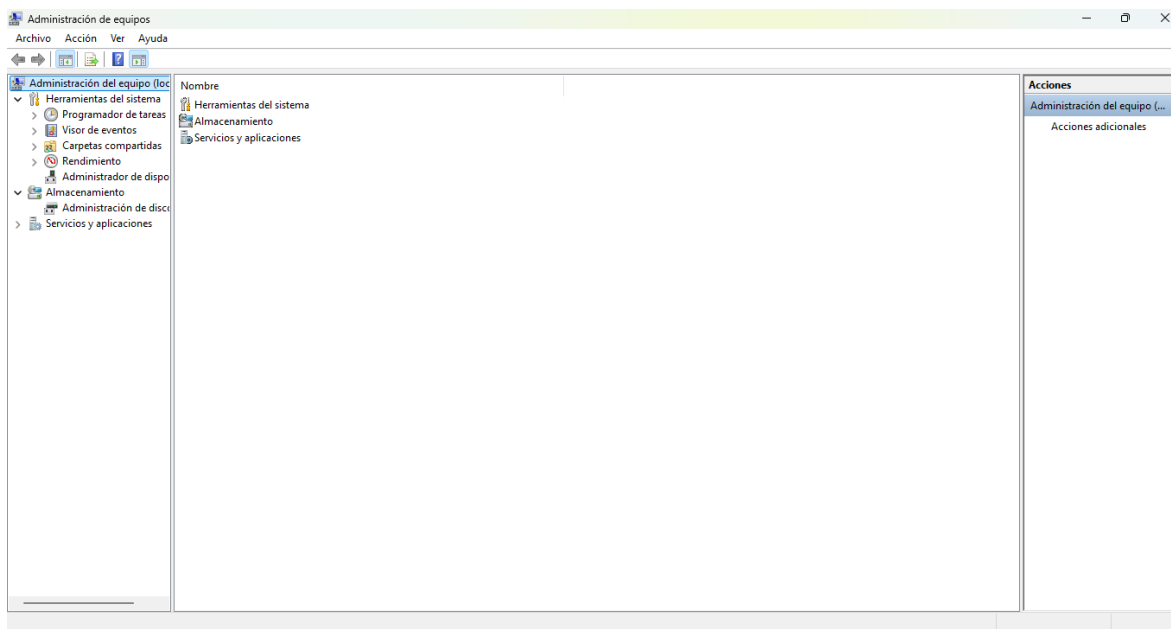 Administración de equipos
Archivo Acción Ver Ayuda
Administración del equipo (loc
Herramientas del sistema
Programador de tareas
Visor de eventos
Carpetas compartidas
Rendimiento
Administrador de dispo
Almacenamiento
Administración de disco
Servicios y aplicaciones
Nombre
Herramientas del sistema
Almacenamiento
Servicios y aplicaciones
Acciones
Administración del equipo (...
Acciones adicionales